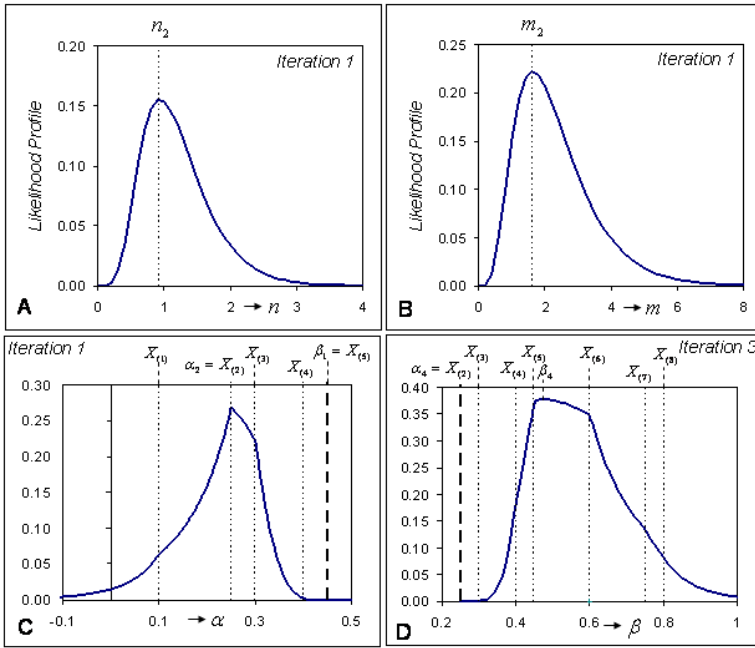 n₂
Iteration 1
Likelihood Profile
0.20
0.15
0.10
0.05
0.00
0 1 2 3 4
→ n
A
m₂
Iteration 1
Likelihood Profile
0.25
0.20
0.15
0.10
0.05
0.00
0 2 4 6 8
→ m
B
Iteration 1
X₍₁₎ α₂ = X₍₂₎ X₍₃₎ X₍₄₎ β₁ = X₍₅₎
0.30
0.25
0.20
0.15
0.10
0.05
0.00
-0.1 0.1 0.3 0.5
→ α
C
Iteration 3
α₄ = X₍₂₎ X₍₃₎ X₍₄₎ X₍₅₎ β₄ X₍₆₎ X₍₇₎ X₍₈₎
0.40
0.35
0.30
0.25
0.20
0.15
0.10
0.05
0.00
0.2 0.4 0.6 0.8 1
→ β
D